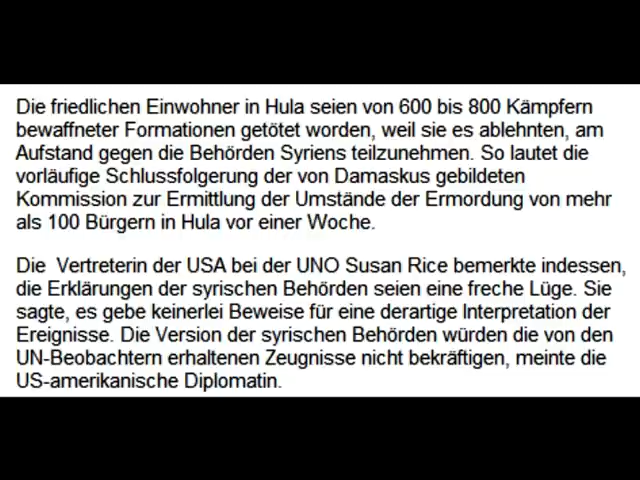 Die friedlichen Einwohner in Hula seien von 600 bis 800 Kämpfern
bewaffneter Formationen getötet worden, weil sie es ablehnten, am
Aufstand gegen die Behörden Syriens teilzunehmen. So lautet die
vorläufige Schlussfolgerung der von Damaskus gebildeten
Kommission zur Ermittlung der Umstände der Ermordung von mehr
als 100 Bürgern in Hula vor einer Woche.
Die  Vertreterin der USA bei der UNO Susan Rice bemerkte indessen,
die Erklärungen der syrischen Behörden seien eine freche Lüge. Sie
sagte, es gebe keinerlei Beweise für eine derartige Interpretation der
Ereignisse. Die Version der syrischen Behörden würden die von den
UN-Beobachtern erhaltenen Zeugnisse nicht bekräftigen, meinte die
US-amerikanische Diplomatin.